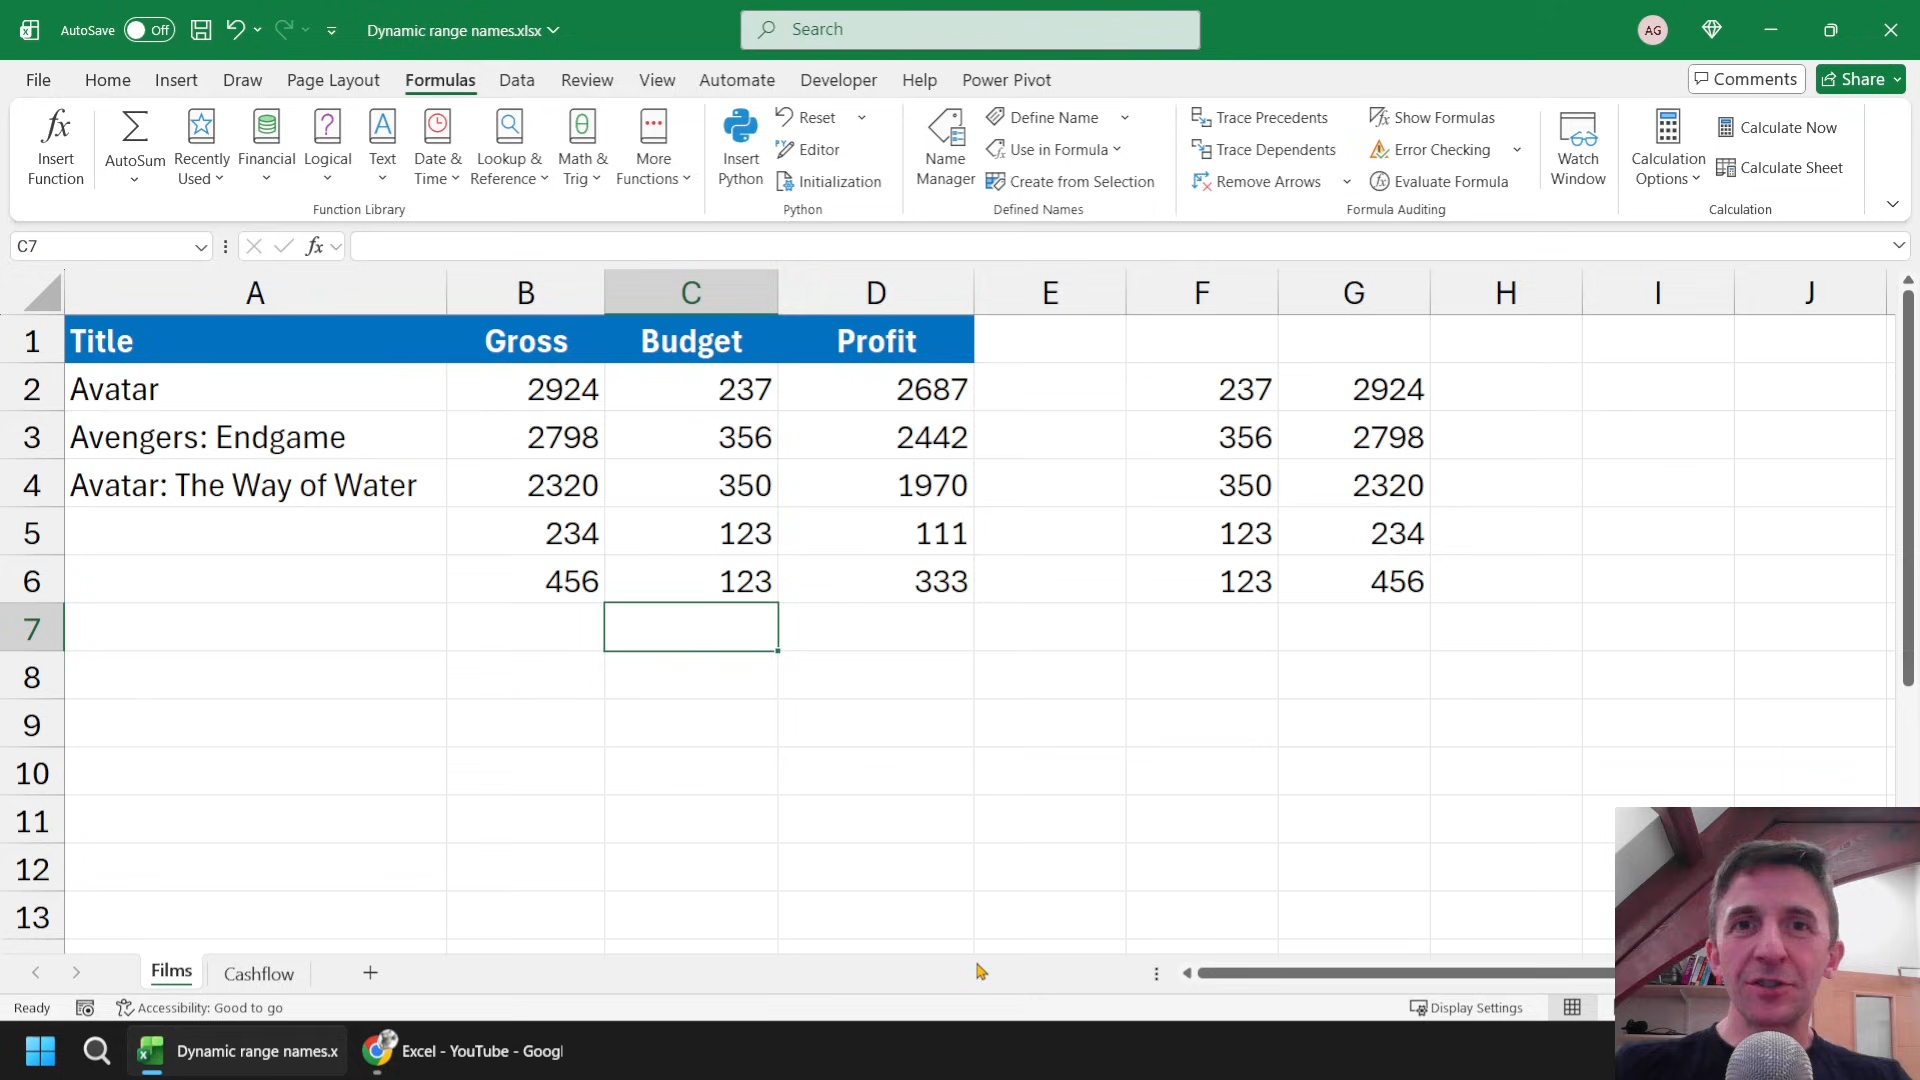 AutoSave Off Dynamic range names.xlsx Search AG
File Home Insert Draw Page Layout Formulas Data Review View Automate Developer Help Power Pivot Comments Share
Insert Function
AutoSum
Recently Used
Financial
Logical
Text
Date & Time
Lookup & Reference
Math & Trig
More Functions
Function Library
Insert Python
Reset
Editor
Initialization
Python
Name Manager
Define Name
Use in Formula
Create from Selection
Defined Names
Trace Precedents
Trace Dependents
Remove Arrows
Show Formulas
Error Checking
Evaluate Formula
Formula Auditing
Watch Window
Calculation Options
Calculate Now
Calculate Sheet
Calculation
C7 fx
A B C D E F G H I J
1 Title Gross Budget Profit
2 Avatar 2924 237 2687 237 2924
3 Avengers: Endgame 2798 356 2442 356 2798
4 Avatar: The Way of Water 2320 350 1970 350 2320
5 234 123 111 123 234
6 456 123 333 123 456
7
8
9
10
11
12
13
Films Cashflow
Ready Accessibility: Good to go Display Settings
Dynamic range names.x Excel - YouTube - Googl